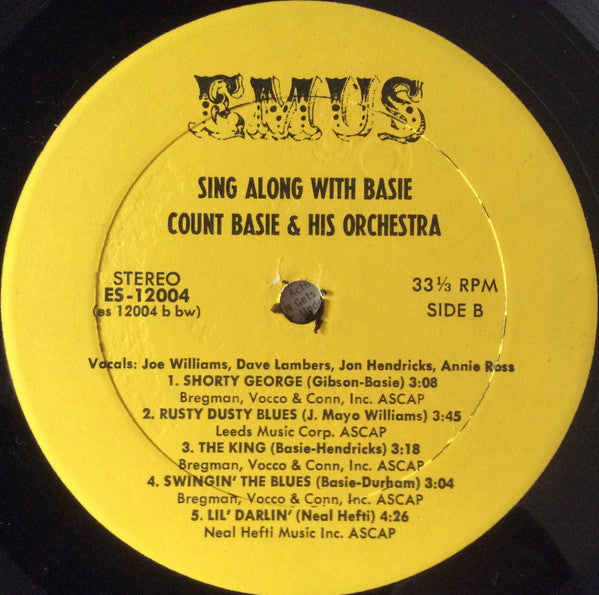 EMUS
SING ALONG WITH BASIE
COUNT BASIE & HIS ORCHESTRA
STEREO
ES-12004
(es 12004 b bw)
33⅓ RPM
SIDE B
Vocals: Joe Williams, Dave Lambers, Jon Hendricks, Annie Ross
1. SHORTY GEORGE (Gibson-Basie) 3:08
Bregman, Vocco & Conn, Inc. ASCAP
2. RUSTY DUSTY BLUES (J. Mayo Williams) 3:45
Leeds Music Corp. ASCAP
3. THE KING (Basie-Hendricks) 3:18
Bregman, Vocco & Conn, Inc. ASCAP
4. SWINGIN' THE BLUES (Basie-Durham) 3:04
Bregman, Vocco & Conn, Inc. ASCAP
5. LIL' DARLIN' (Neal Hefti) 4:26
Neal Hefti Music Inc. ASCAP